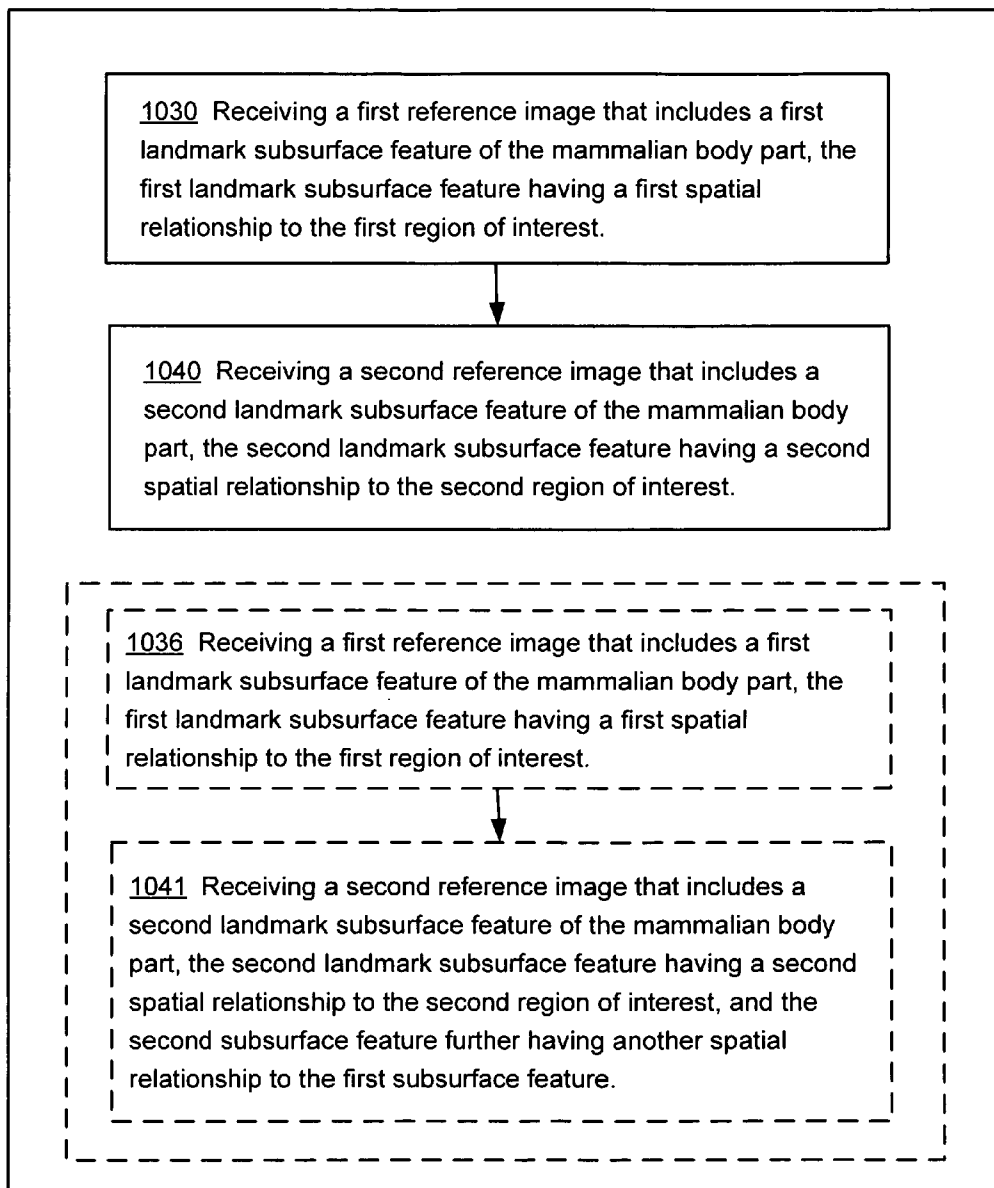 1030 Receiving a first reference image that includes a first
landmark subsurface feature of the mammalian body part, the
first landmark subsurface feature having a first spatial
relationship to the first region of interest.
1040 Receiving a second reference image that includes a
second landmark subsurface feature of the mammalian body
part, the second landmark subsurface feature having a second
spatial relationship to the second region of interest.
1036 Receiving a first reference image that includes a first
landmark subsurface feature of the mammalian body part, the
first landmark subsurface feature having a first spatial
relationship to the first region of interest.
1041 Receiving a second reference image that includes a
second landmark subsurface feature of the mammalian body
part, the second landmark subsurface feature having a second
spatial relationship to the second region of interest, and the
second subsurface feature further having another spatial
relationship to the first subsurface feature.